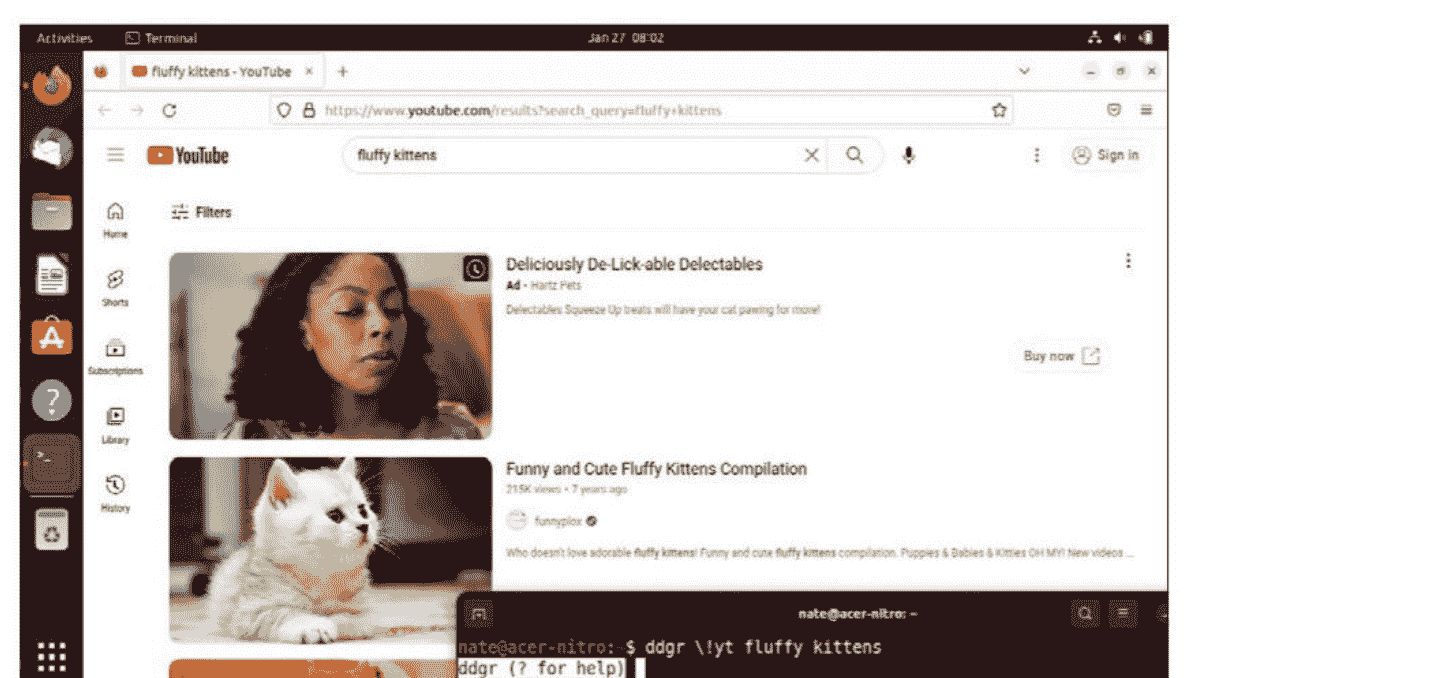 Activities Terminal Jan 27 08:02
fluffy kittens - YouTube × +
https://www.youtube.com/results?search_query=fluffy+kittens
YouTube fluffy kittens Sign in
Home
Filters
Shorts
Subscriptions
Library
History
Deliciously De-Lick-able Delectables
Ad • Hartz Pets
Delectables Squeeze Up treats will have your cat pawing for more!
Buy now
Funny and Cute Fluffy Kittens Compilation
215K views • 7 years ago
funnyplox
Who doesn't love adorable fluffy kittens! Funny and cute fluffy kittens compilation. Puppies & Babies & Kitties OH MY! New videos ...
nate@acer-nitro: ~
nate@acer-nitro:~$ ddgr \!yt fluffy kittens
ddgr (? for help)